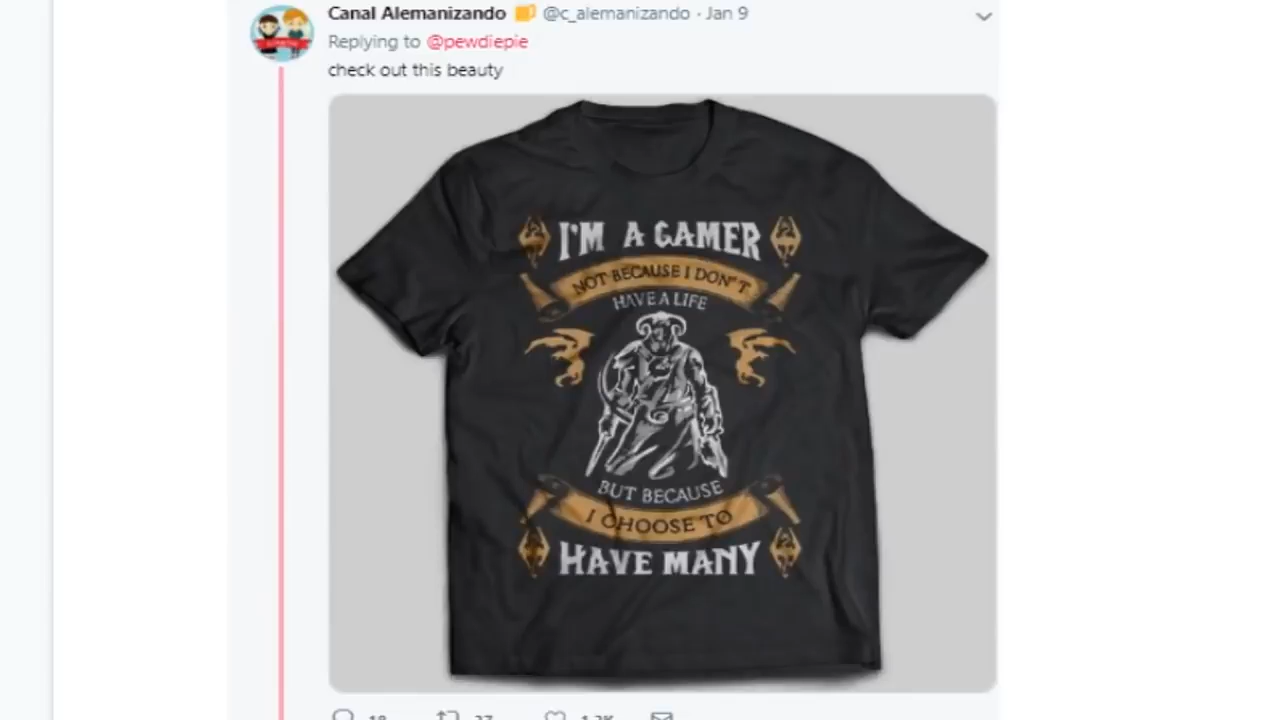 Canal Alemanizando @c_alemanizando · Jan 9
Replying to @pewdiepie
check out this beauty
I'M A GAMER
NOT BECAUSE I DON'T
HAVE A LIFE
BUT BECAUSE
I CHOOSE TO
HAVE MANY